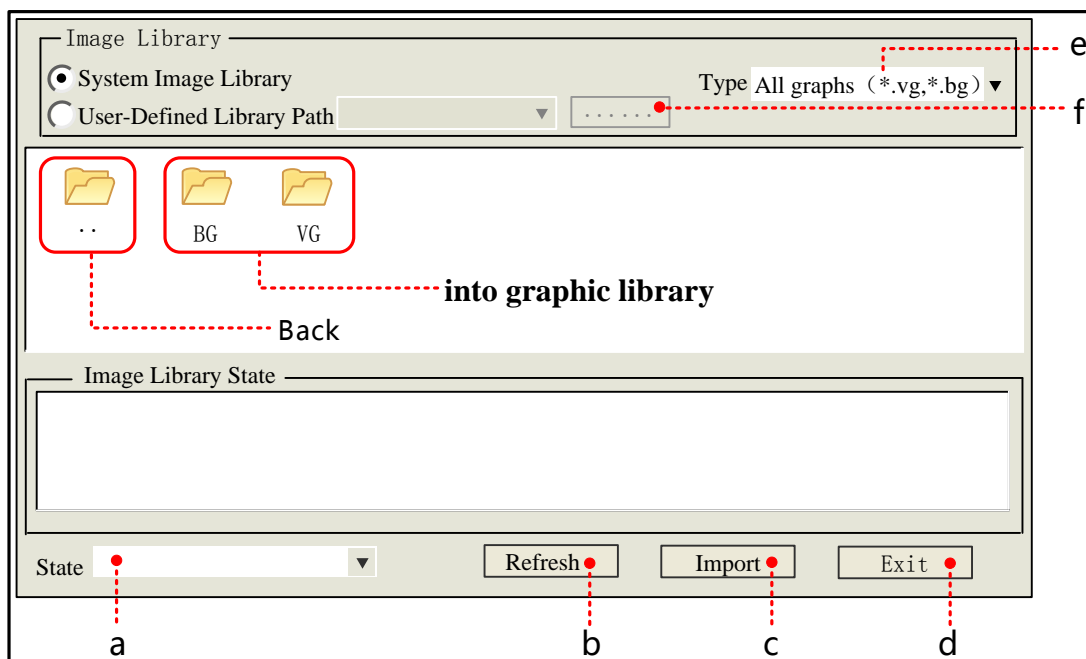 Image Library
e
System Image Library
Type All graphs （*.vg,*.bg）
User-Defined Library Path
......
f
..
BG
VG
into graphic library
Back
Image Library State
State
Refresh
Import
Exit
a
b
c
d